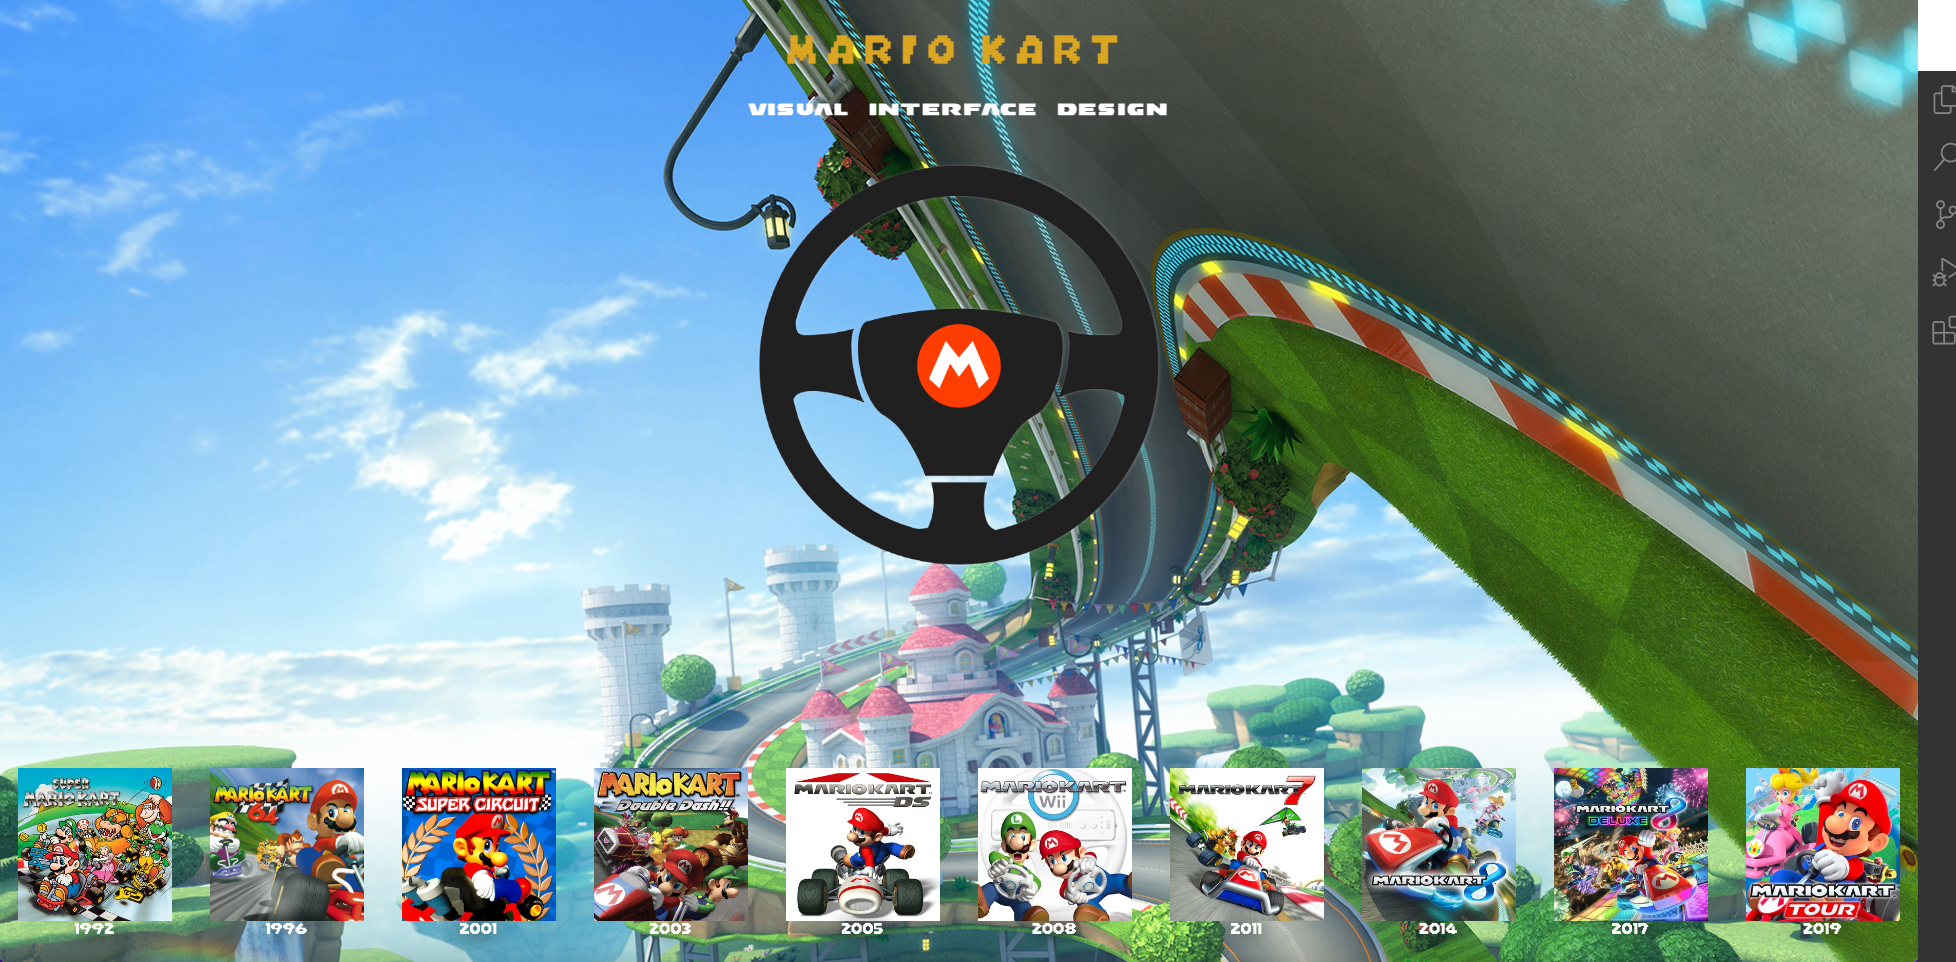 MARIO KART
VISUAL INTERFACE DESIGN
M
SUPER
MARIO KART
MARIO KART
64
MARIO KART
SUPER CIRCUIT
MARIO KART
Double Dash!!
MARIO KART
DS
MARIO KART
Wii
MARIO KART 7
MARIO KART 8
MARIO KART 8
DELUXE
MARIO KART
TOUR
1992
1996
2001
2003
2005
2008
2011
2014
2017
2019